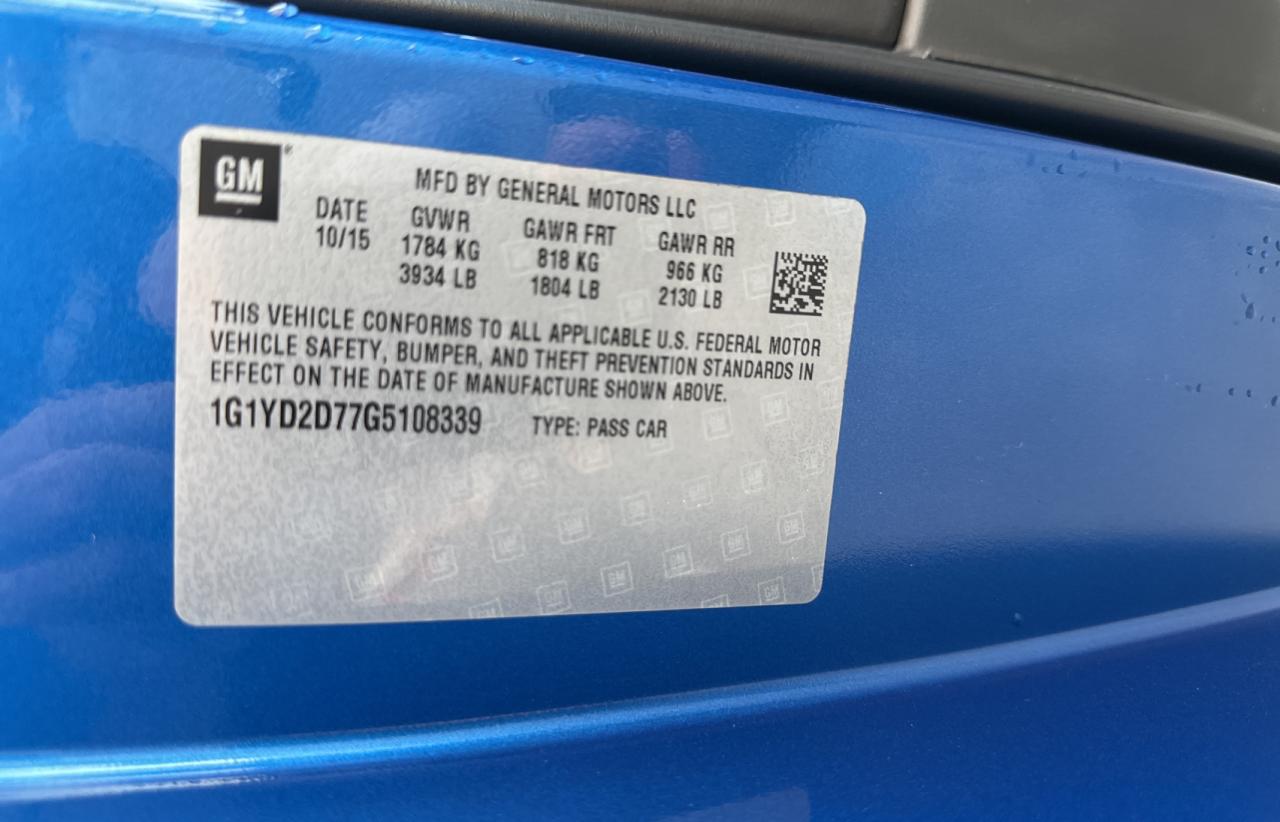 GM
MFD BY GENERAL MOTORS LLC
DATE GVWR GAWR FRT GAWR RR
10/15 1784 KG 818 KG 966 KG
3934 LB 1804 LB 2130 LB
THIS VEHICLE CONFORMS TO ALL APPLICABLE U.S. FEDERAL MOTOR
VEHICLE SAFETY, BUMPER, AND THEFT PREVENTION STANDARDS IN
EFFECT ON THE DATE OF MANUFACTURE SHOWN ABOVE.
1G1YD2D77G5108339 TYPE: PASS CAR